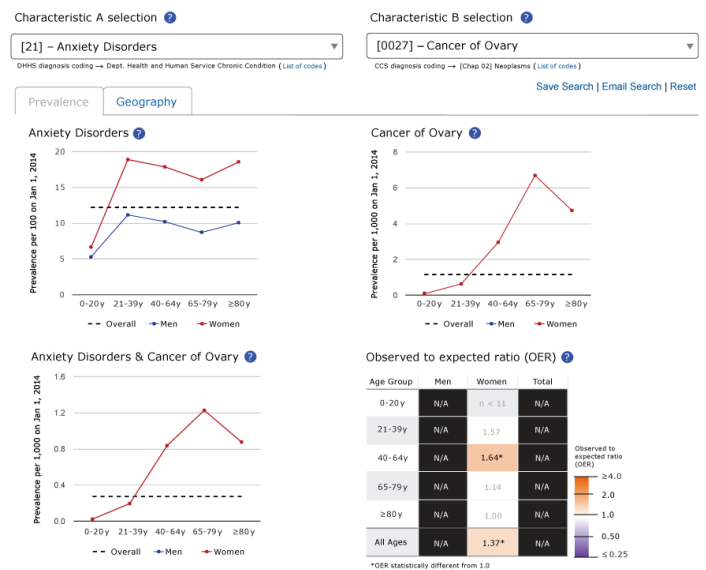 Characteristic A selection ?
Characteristic B selection ?
[21] – Anxiety Disorders
[0027] – Cancer of Ovary
DHHS diagnosis coding → Dept. Health and Human Service Chronic Condition (List of codes)
CCS diagnosis coding → [Chap 02] Neoplasms (List of codes)
Save Search | Email Search | Reset
Prevalence
Geography
Anxiety Disorders ?
Prevalence per 100 on Jan 1, 2014
20
15
10
5
0
0-20y 21-39y 40-64y 65-79y ≥80y
Overall Men Women
Cancer of Ovary ?
Prevalence per 1,000 on Jan 1, 2014
8
6
4
2
0
0-20y 21-39y 40-64y 65-79y ≥80y
Overall Men Women
Anxiety Disorders & Cancer of Ovary ?
Prevalence per 1,000 on Jan 1, 2014
1.6
1.2
0.8
0.4
0.0
0-20y 21-39y 40-64y 65-79y ≥80y
Overall Men Women
Observed to expected ratio (OER) ?
Age Group Men Women Total
0-20y N/A n < 11 N/A
21-39y N/A 1.57 N/A
40-64y N/A 1.64* N/A
65-79y N/A 1.14 N/A
≥80y N/A 1.00 N/A
All Ages N/A 1.37* N/A
*OER statistically different from 1.0
Observed to
expected ratio
(OER)
≥4.0
2.0
1.0
0.50
≤0.25